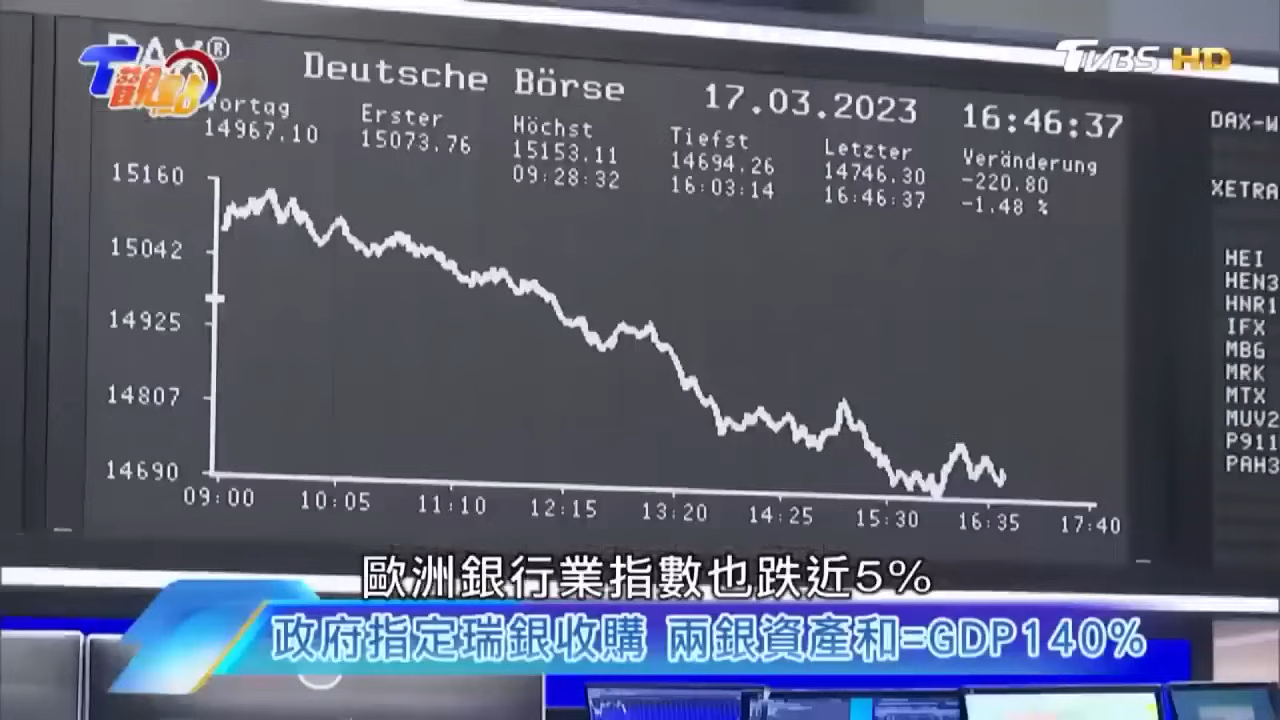 DAX®
T觀點
TVBS HD
Deutsche Börse
17.03.2023
16:46:37
Vortag
14967.10
Erster
15073.76
Höchst
15153.11
09:28:32
Tiefst
14694.26
16:03:14
Letzter
14746.30
16:46:37
Veränderung
-220.80
-1.48 %
15160
15042
14925
14807
14690
09:00 10:05 11:10 12:15 13:20 14:25 15:30 16:35 17:40
DAX-W
XETRA
HEI
HEN3
HNR1
IFX
MBG
MRK
MTX
MUV2
P911
PAH3
歐洲銀行業指數也跌近5%
政府指定瑞銀收購 兩銀資產和=GDP140%